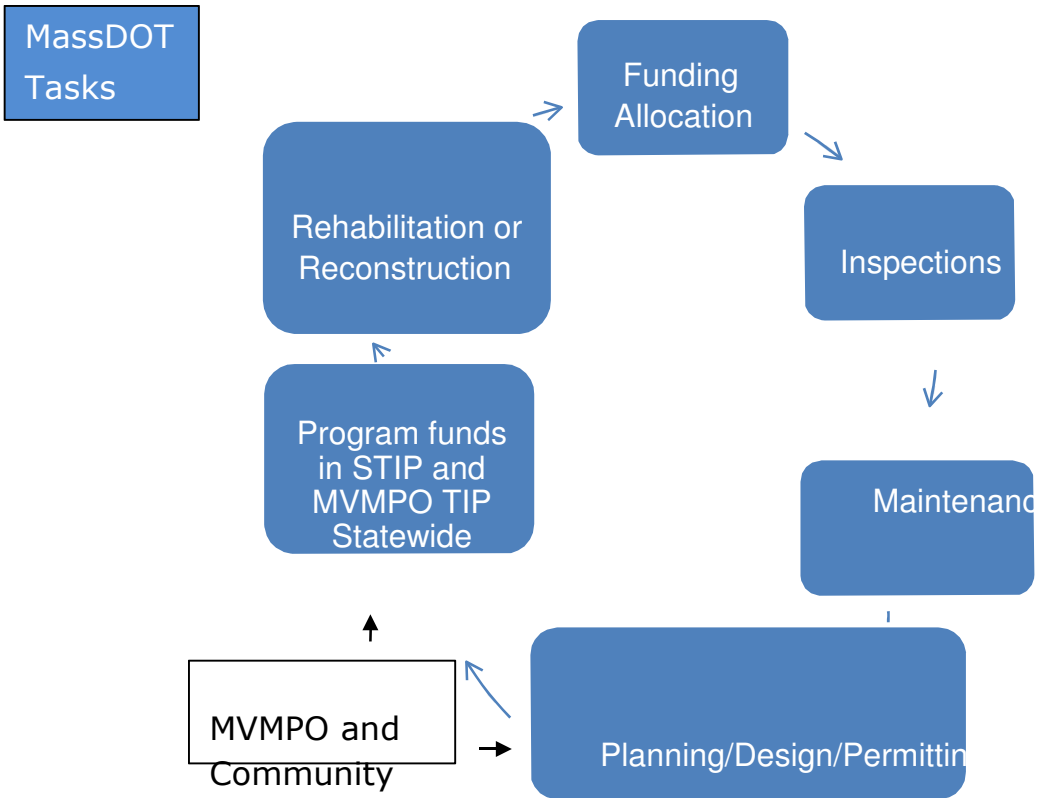 MassDOT
Tasks
Funding
Allocation
Rehabilitation or
Reconstruction
Inspections
Program funds
in STIP and
MVMPO TIP
Statewide
Maintenanc
MVMPO and
Community
Planning/Design/Permittin